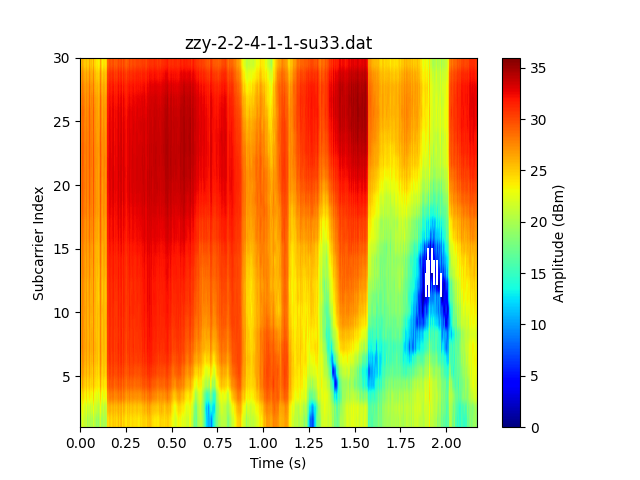 zzy-2-2-4-1-1-su33.dat
30
25
20
15
10
5
Subcarrier Index
0.00 0.25 0.50 0.75 1.00 1.25 1.50 1.75 2.00
Time (s)
35
30
25
20
15
10
5
0
Amplitude (dBm)